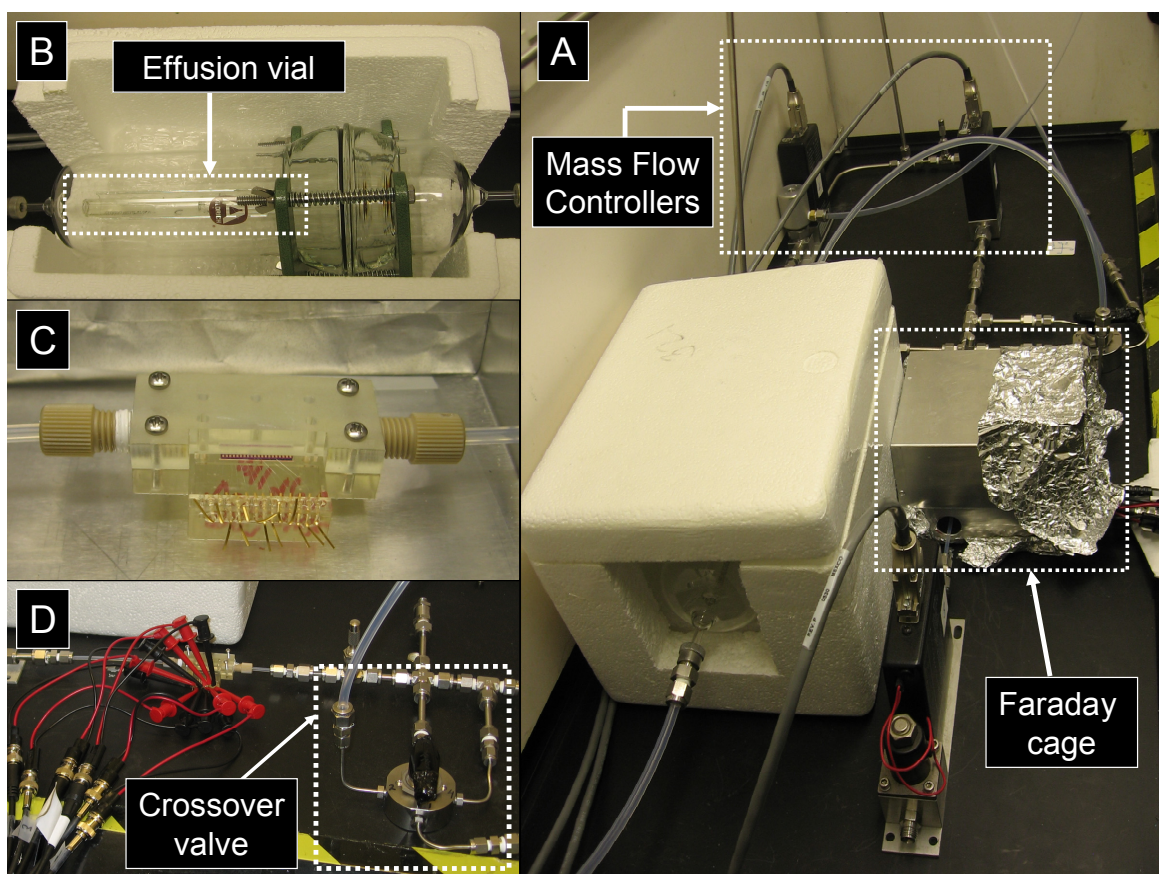 B
Effusion vial
A
Mass Flow
Controllers
C
D
Crossover
valve
Faraday
cage